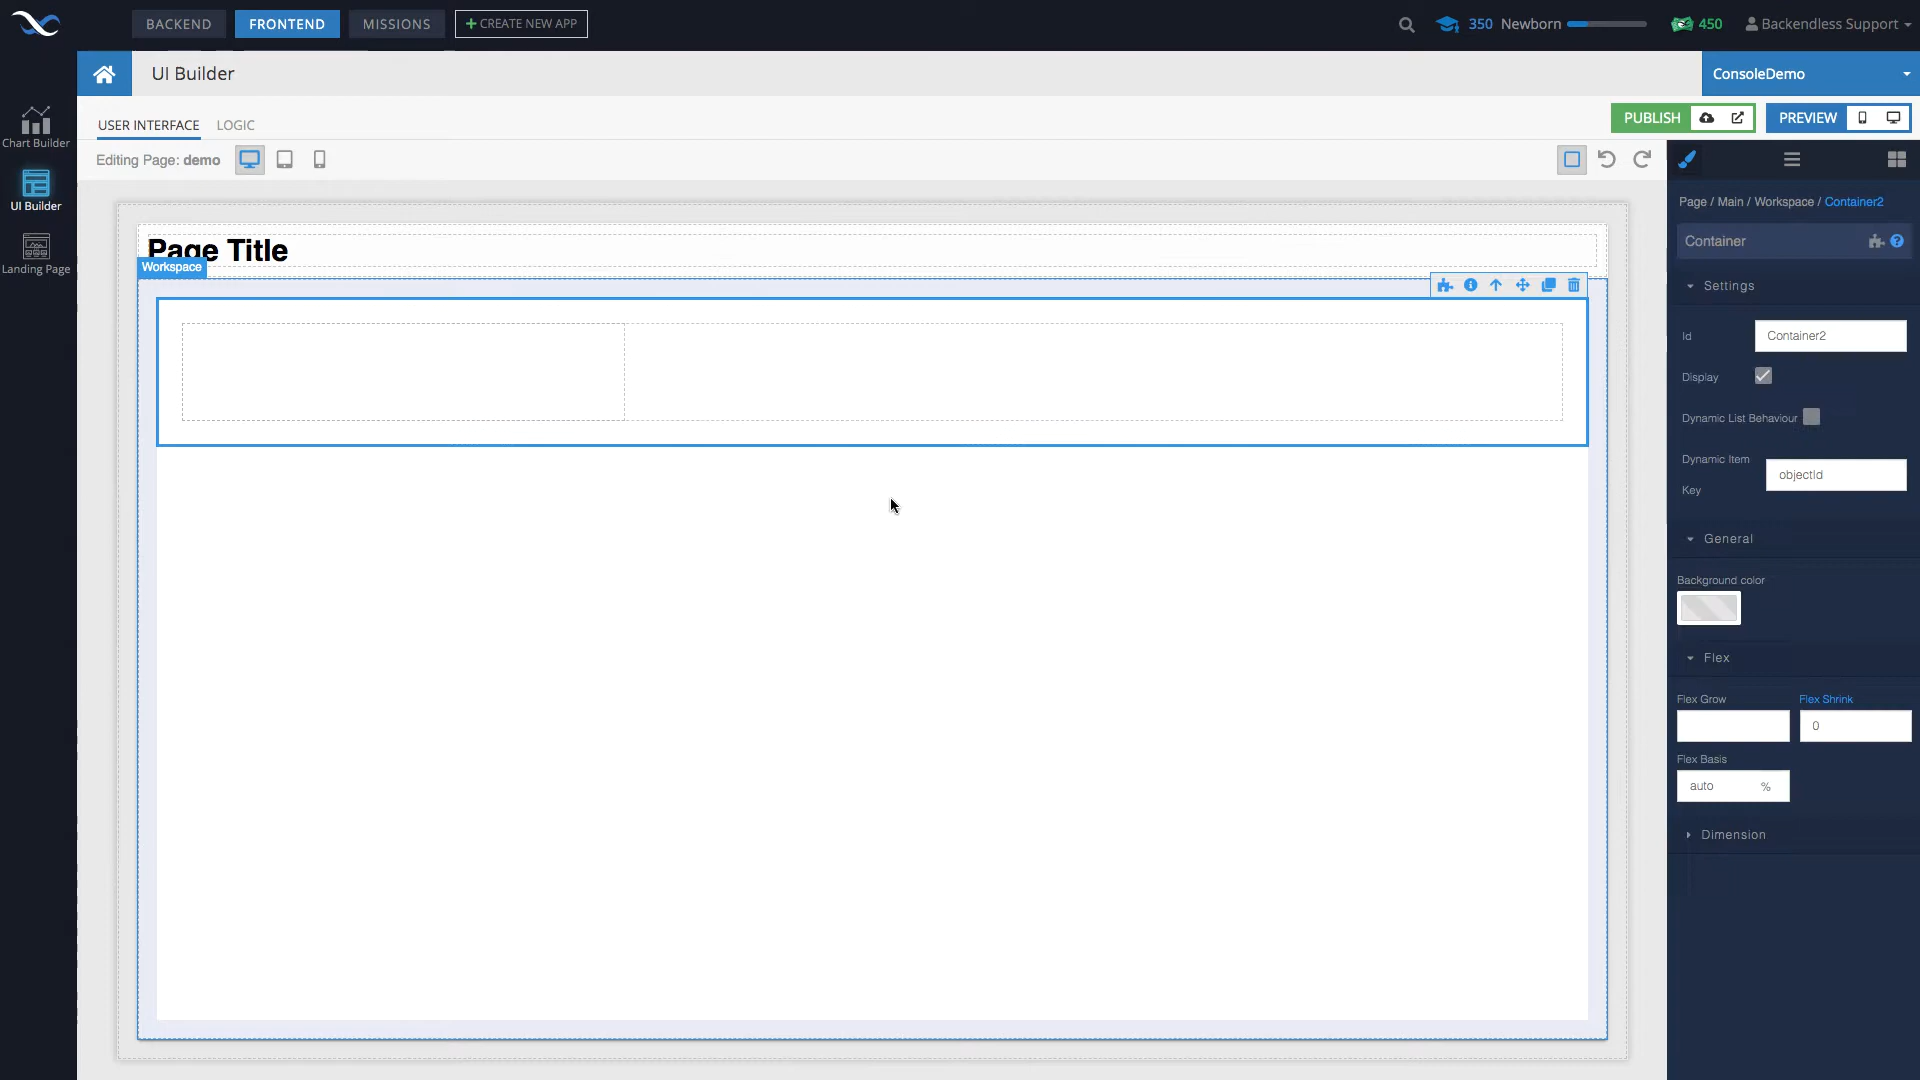 BACKEND FRONTEND MISSIONS + CREATE NEW APP 350 Newborn 450 Backendless Support
UI Builder ConsoleDemo
USER INTERFACE LOGIC PUBLISH PREVIEW
Editing Page: demo
Chart Builder
UI Builder
Landing Page
Page Title
Workspace
Page / Main / Workspace / Container2
Container ?
Settings
Id Container2
Display
Dynamic List Behaviour
Dynamic Item Key objectId
General
Background color
Flex
Flex Grow Flex Shrink
0
Flex Basis
auto %
Dimension